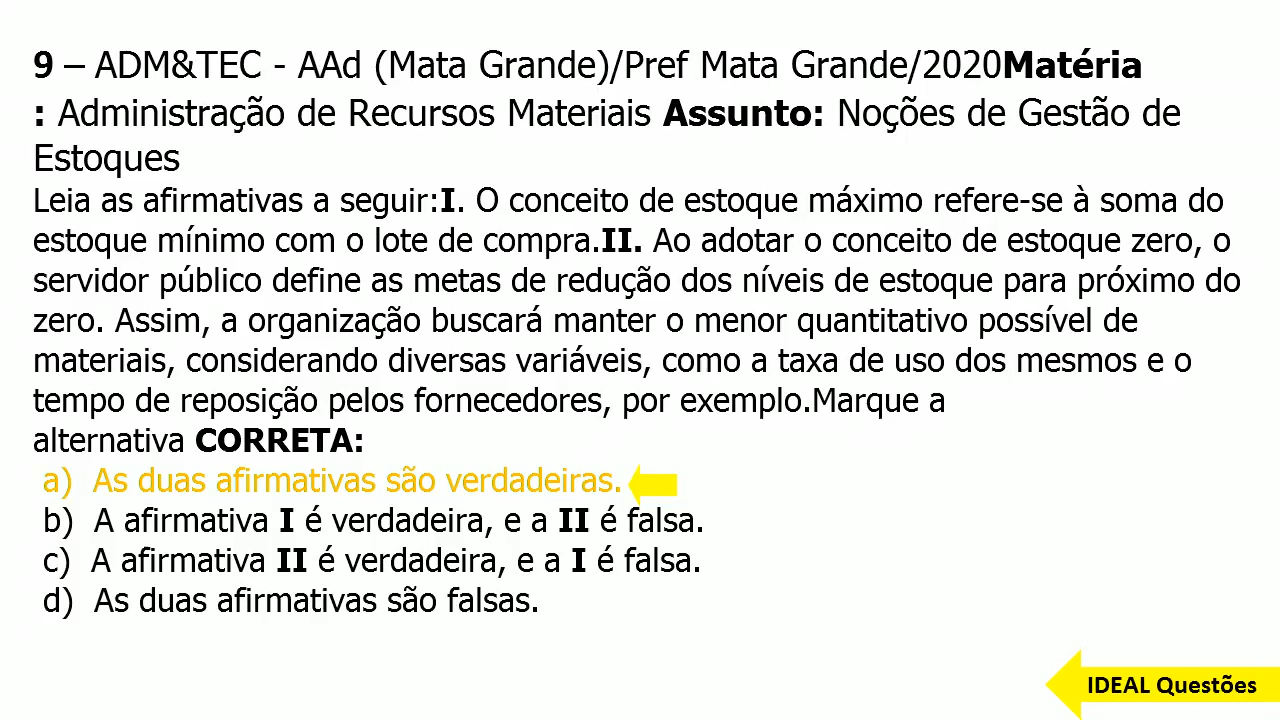 9 – ADM&TEC - AAd (Mata Grande)/Pref Mata Grande/2020Matéria
: Administração de Recursos Materiais Assunto: Noções de Gestão de
Estoques
Leia as afirmativas a seguir:I. O conceito de estoque máximo refere-se à soma do
estoque mínimo com o lote de compra.II. Ao adotar o conceito de estoque zero, o
servidor público define as metas de redução dos níveis de estoque para próximo do
zero. Assim, a organização buscará manter o menor quantitativo possível de
materiais, considerando diversas variáveis, como a taxa de uso dos mesmos e o
tempo de reposição pelos fornecedores, por exemplo.Marque a
alternativa CORRETA:
a) As duas afirmativas são verdadeiras.
b) A afirmativa I é verdadeira, e a II é falsa.
c) A afirmativa II é verdadeira, e a I é falsa.
d) As duas afirmativas são falsas.
IDEAL Questões